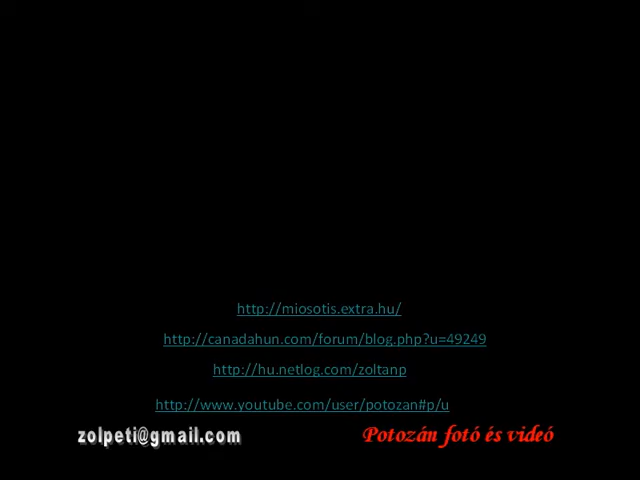 http://miosotis.extra.hu/
http://canadahun.com/forum/blog.php?u=49249
http://hu.netlog.com/zoltanp
http://www.youtube.com/user/potozan#p/u
zolpeti@gmail.com Potozán fotó és videó